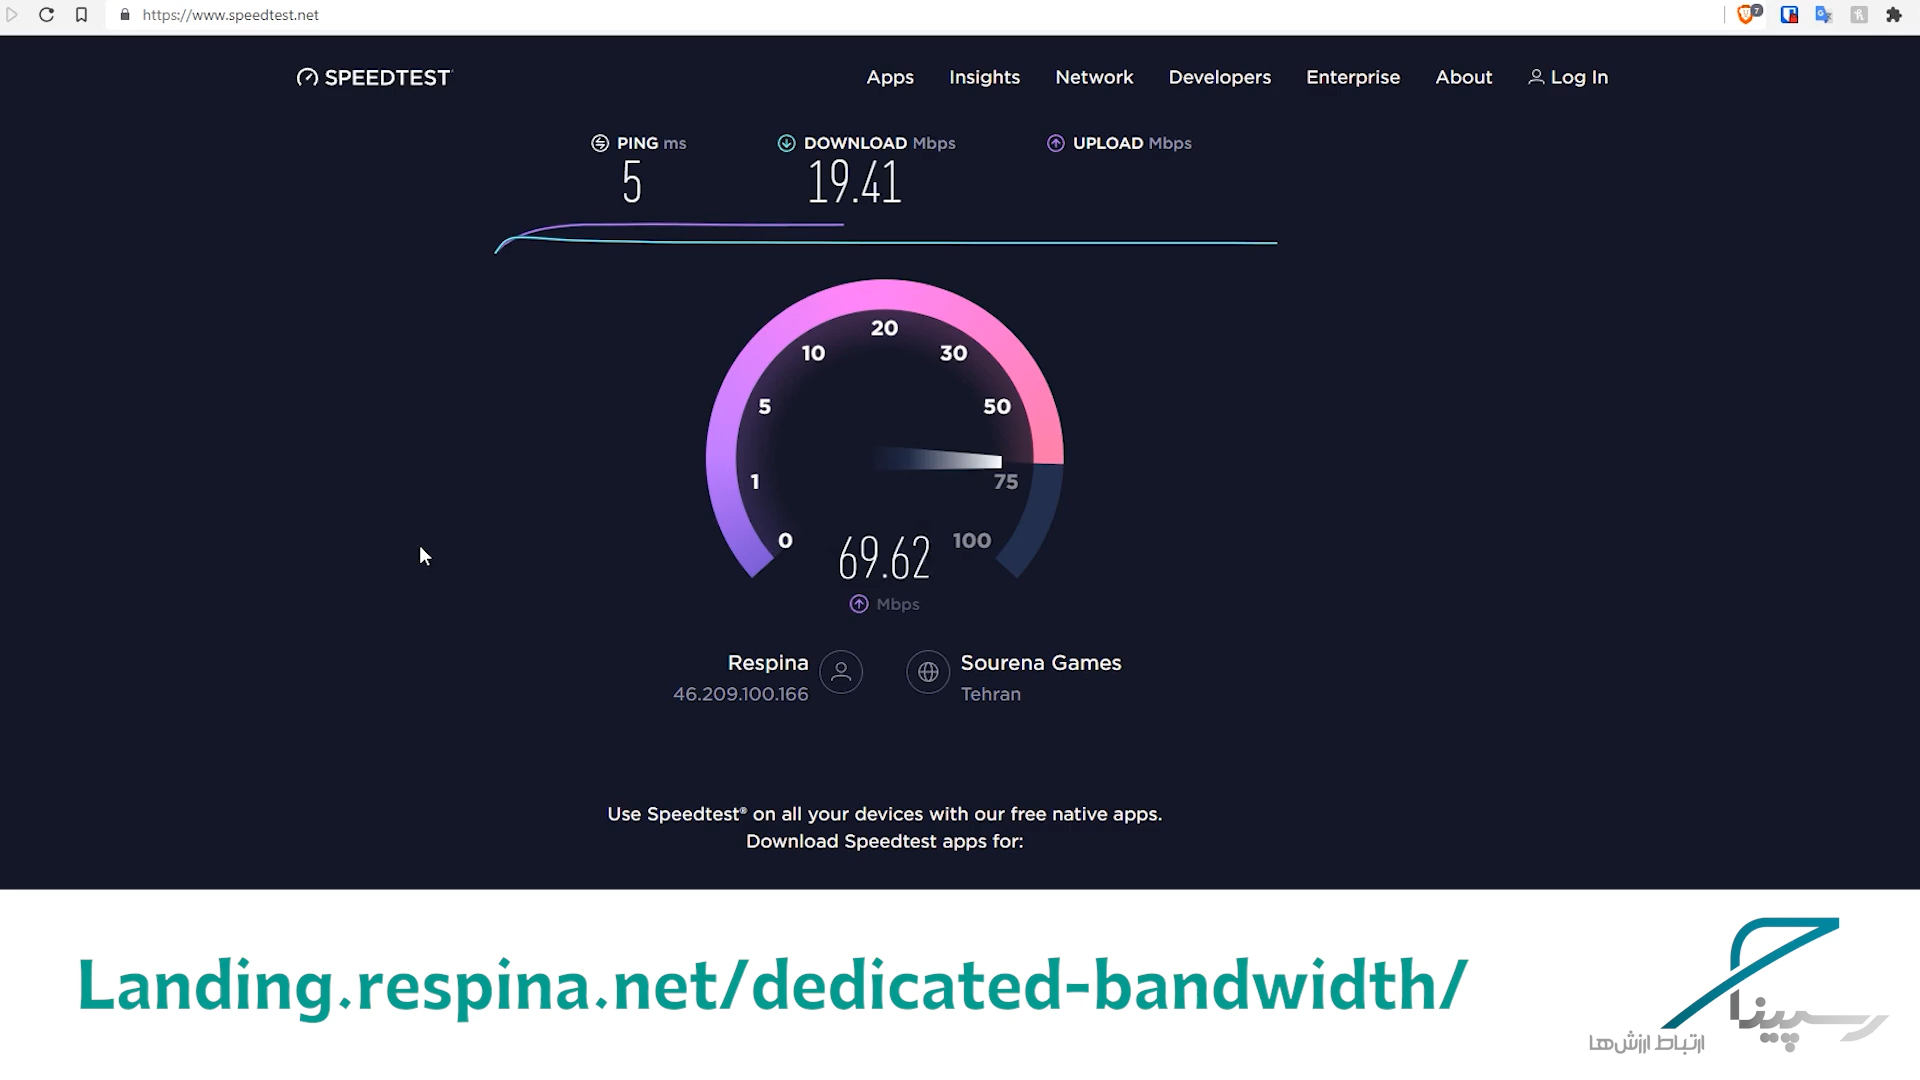 https://www.speedtest.net
7
SPEEDTEST
Apps Insights Network Developers Enterprise About Log In
PING ms DOWNLOAD Mbps UPLOAD Mbps
5 19.41
20
10 30
5 50
1 75
0 100
69.62
Mbps
Respina Sourena Games
46.209.100.166 Tehran
Use Speedtest® on all your devices with our free native apps.
Download Speedtest apps for:
Landing.respina.net/dedicated-bandwidth/
رسپینا
ارتباط ارزش‌ها